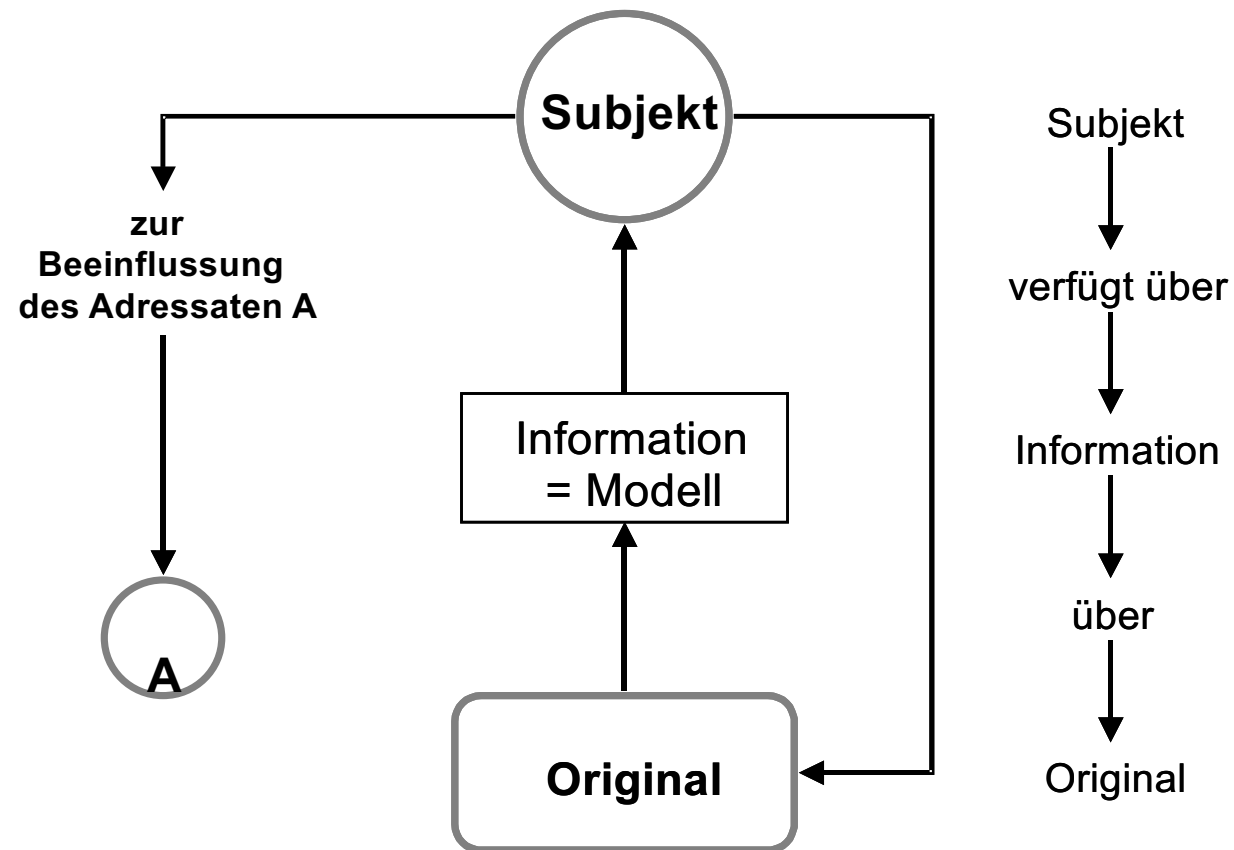 Subjekt
zur
Beeinflussung
des Adressaten A
Information
= Modell
A
Original
Subjekt
verfügt über
Information
über
Original